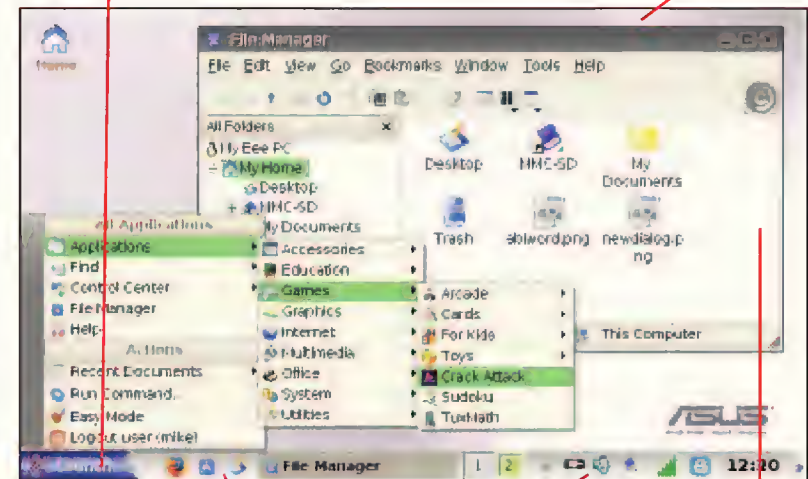 Home
File Manager
File Edit View Go Bookmarks Window Tools Help
All Folders
My Eee PC
My Home
Desktop
MMC-SD
My Documents
Desktop
MMC-SD
My Documents
Trash
abiword.png
newdialog.p
ng
This Computer
All Applications
Applications
Find
Control Center
File Manager
Help
Actions
Recent Documents
Run Command...
Easy Mode
Logout user (mike)
Accessories
Education
Games
Graphics
Internet
Multimedia
Office
System
Utilities
Arcade
Cards
For Kids
Toys
Crack Attack
Sudoku
TuxMath
ASUS
Launch
File Manager
1 2
12:20